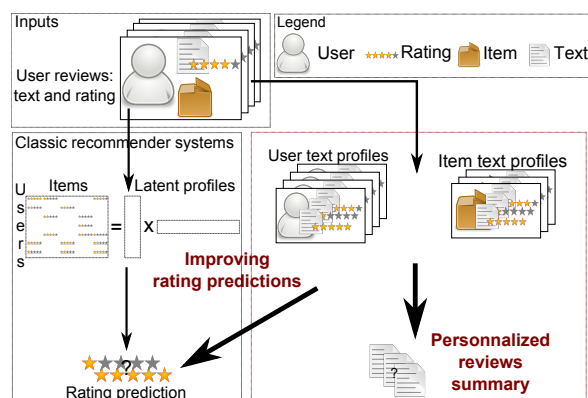 Inputs
User reviews:
text and rating
Legend
User
Rating
Item
Text
Classic recommender systems
Items
Latent profiles
Users
=
x
User text profiles
Item text profiles
Improving
rating predictions
Personnalized
reviews
summary
?
?
Rating prediction